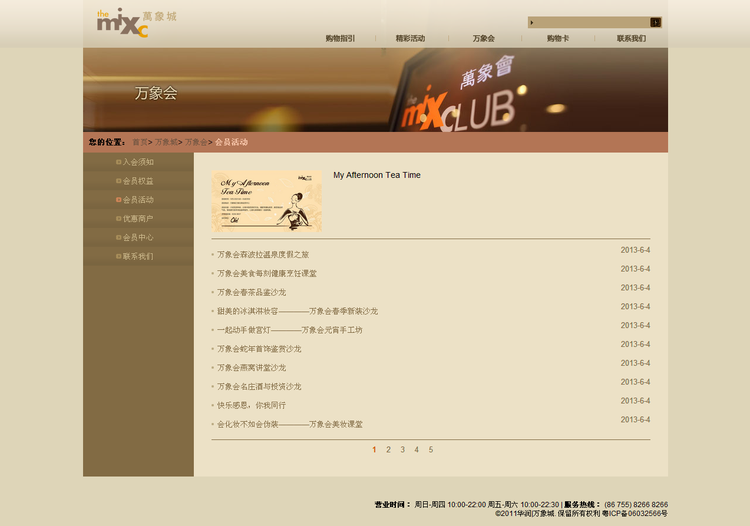 the mixc 萬象城
购物指引 精彩活动 万象会 购物卡 联系我们
万象会
萬象會
the mixc CLUB
您的位置： 首页> 万象城> 万象会> 会员活动
入会须知
会员权益
会员活动
优惠商户
会员中心
联系我们
My Afternoon
Tea Time
My Afternoon Tea Time
万象会森波拉温泉度假之旅 2013-6-4
万象会美食每刻健康烹饪课堂 2013-6-4
万象会春茶品鉴沙龙 2013-6-4
甜美的冰淇淋妆容————万象会春季新装沙龙 2013-6-4
一起动手做宫灯————万象会元宵手工坊 2013-6-4
万象会蛇年首饰鉴赏沙龙 2013-6-4
万象会燕窝讲堂沙龙 2013-6-4
万象会名庄酒与投资沙龙 2013-6-4
快乐感恩，你我同行 2013-6-4
会化妆不如会伪装————万象会美妆课堂 2013-6-4
1 2 3 4 5
营业时间： 周日-周四 10:00-22:00 周五-周六 10:00-22:30 | 服务热线： (86 755) 8266 8266
©2011华润|万象城. 保留所有权利 粤ICP备06032566号